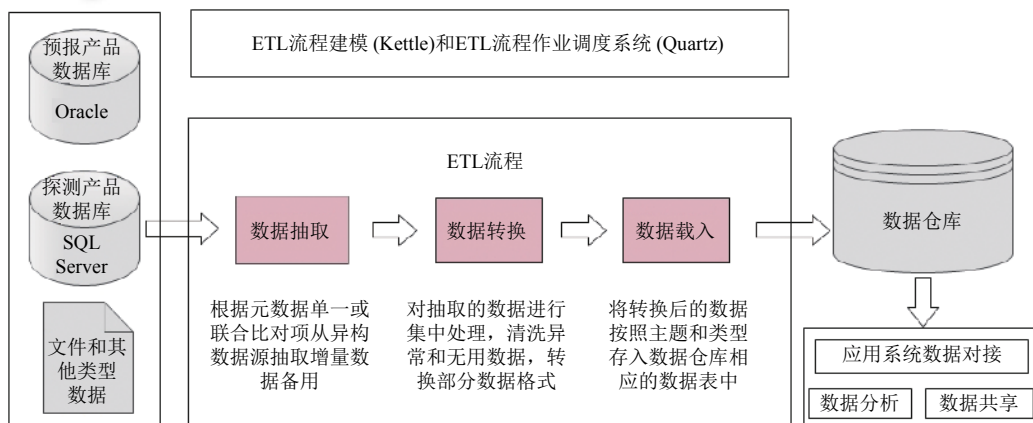 预报产品
数据库
Oracle
探测产品
数据库
SQL
Server
文件和其
他类型
数据
ETL流程建模 (Kettle)和ETL流程作业调度系统 (Quartz)
ETL流程
数据抽取
数据转换
数据载入
根据元数据单一或
联合比对项从异构
数据源抽取增量数
据备用
对抽取的数据进行
集中处理，清洗异
常和无用数据，转
换部分数据格式
将转换后的数据
按照主题和类型
存入数据仓库相
应的数据表中
数据仓库
应用系统数据对接
数据分析
数据共享